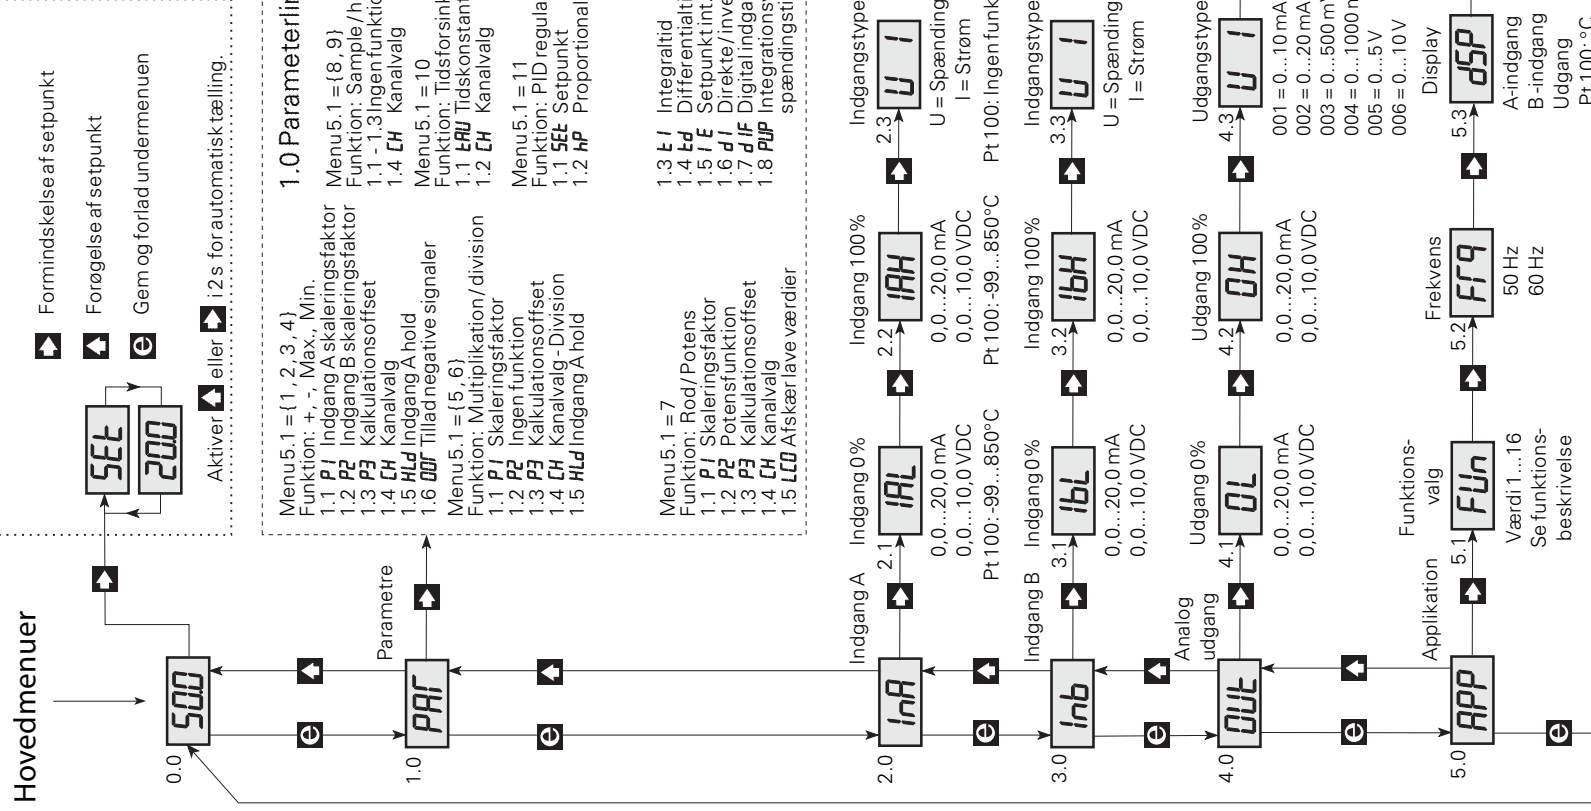 Hovedmenuer
0.0
50.0
SEt
20.0
Formindskelse af setpunkt
Forøgelse af setpunkt
e Gem og forlad undermenuen
Aktiver eller i 2 s for automatisk tælling.
e
1.0
PAr
Parametre
1.0 Parameterlin
Menu 5.1 = {1, 2, 3, 4}
Funktion: +, -, Max., Min.
1.1 P1 Indgang A skaleringsfaktor
1.2 P2 Indgang B skaleringsfaktor
1.3 P3 Kalkulationsoffset
1.4 CH Kanalvalg
1.5 HLd Indgang A hold
1.6 OOr Tillad negative signaler
Menu 5.1 = {5, 6}
Funktion: Multiplikation / division
1.1 P1 Skaleringsfaktor
1.2 P2 Ingen funktion
1.3 P3 Kalkulationsoffset
1.4 CH Kanalvalg - Division
1.5 HLd Indgang A hold
Menu 5.1 = 7
Funktion: Rod / Potens
1.1 P1 Skaleringsfaktor
1.2 P2 Potensfunktion
1.3 P3 Kalkulationsoffset
1.4 CH Kanalvalg
1.5 LCO Afskær lave værdier
Menu 5.1 = {8, 9}
Funktion: Sample / h
1.1 - 1.3 Ingen funktio
1.4 CH Kanalvalg
Menu 5.1 = 10
Funktion: Tidsforsink
1.1 tAU Tidskonstant
1.2 CH Kanalvalg
Menu 5.1 = 11
Funktion: PID regula
1.1 SEt Setpunkt
1.2 hP Proportional
1.3 tI Integraltid
1.4 td Differentialti
1.5 IE Setpunkt int.
1.6 dI Direkte / inve
1.7 dIF Digital indga
1.8 PUP Integrations
spændingsti
e
2.0
InA
Indgang A
2.1
Indgang 0%
IAL
0,0...20,0 mA
0,0...10,0 VDC
Pt100: -99...850°C
2.2
Indgang 100%
IAH
0,0...20,0 mA
0,0...10,0 VDC
Pt100: -99...850°C
2.3
Indgangstype
U I
U = Spænding
I = Strøm
Pt 100: Ingen funk
e
3.0
Inb
Indgang B
3.1
Indgang 0%
IbL
0,0...20,0 mA
0,0...10,0 VDC
3.2
Indgang 100%
IbH
0,0...20,0 mA
0,0...10,0 VDC
3.3
Indgangstype
U I
U = Spænding
I = Strøm
e
4.0
OUt
Analog
udgang
4.1
Udgang 0%
OL
0,0...20,0 mA
0,0...10,0 VDC
4.2
Udgang 100%
OH
0,0...20,0 mA
0,0...10,0 VDC
4.3
Udgangstype
U I
001 = 0...10 mA
002 = 0...20 mA
003 = 0...500 mV
004 = 0...1000 m
005 = 0...5 V
006 = 0...10 V
e
5.0
APP
Applikation
5.1
Funktions-
valg
FUn
Værdi 1...16
Se funktions-
beskrivelse
5.2
Frekvens
Frq
50 Hz
60 Hz
5.3
Display
dSP
A-indgang
B-indgang
Udgang
Pt 100: °C
e